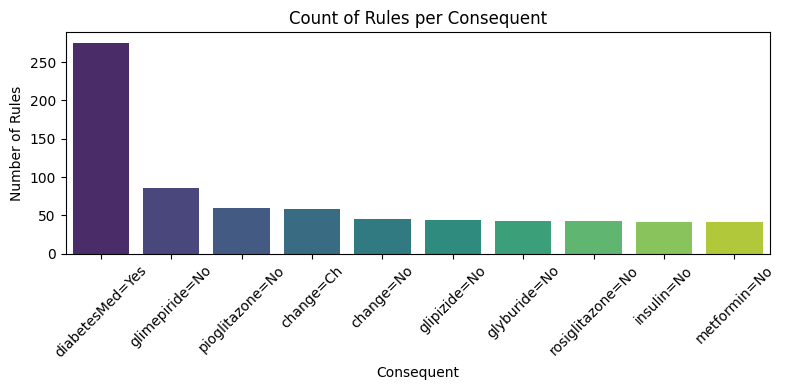 Count of Rules per Consequent
Number of Rules
250
200
150
100
50
0
diabetesMed=Yes
glimepiride=No
pioglitazone=No
change=Ch
change=No
glipizide=No
glyburide=No
rosiglitazone=No
insulin=No
metformin=No
Consequent